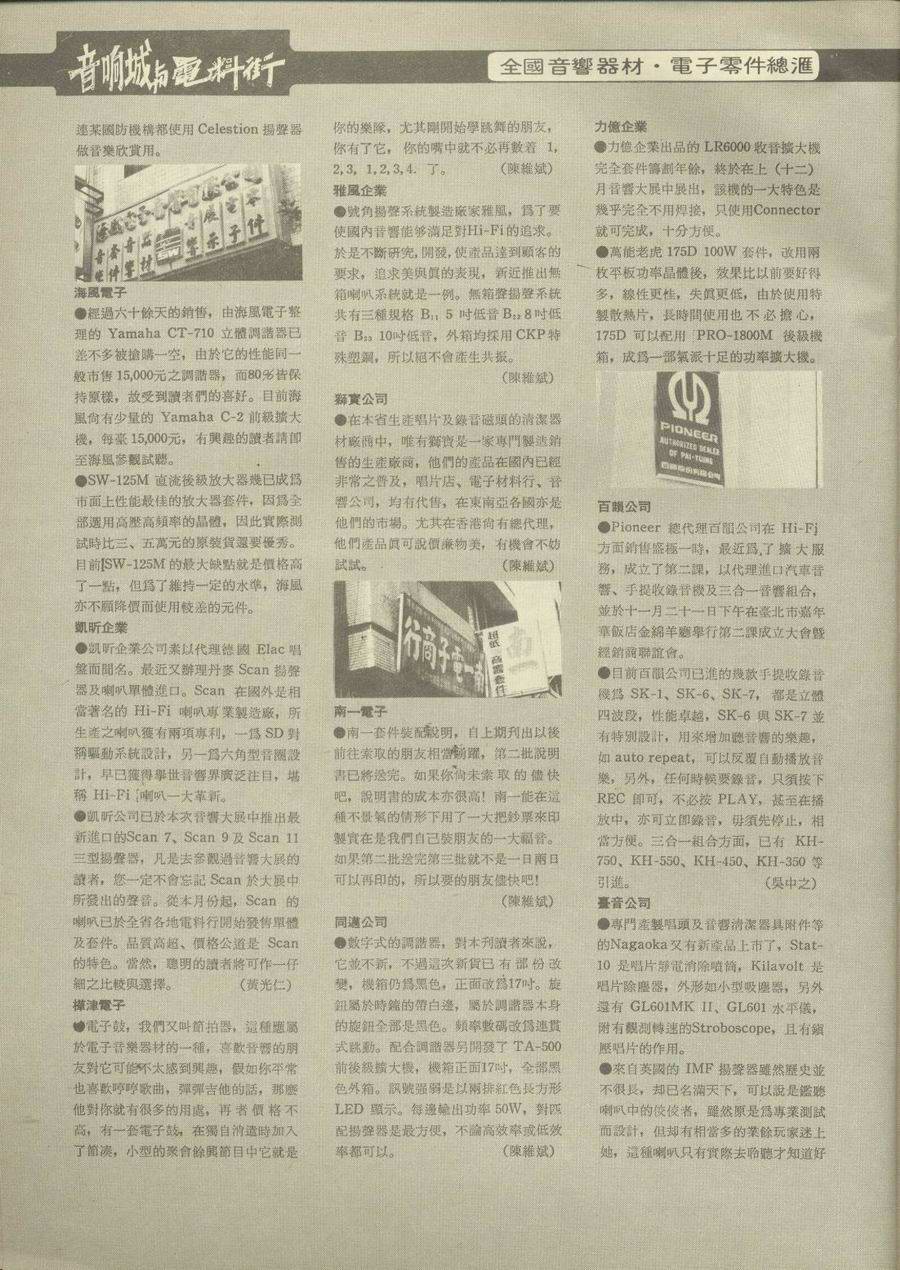 音响城與電料街
全國音響器材・電子零件總滙
連某國防機構都使用 Celestion 揚聲器
做音樂欣賞用。
海風電子
●經過六十餘天的銷售，由海風電子整
理的 Yamaha CT-710 立體調諧器已
差不多被搶購一空，由於它的性能同一
般市售 15,000元之調諧器，而80%皆保
持原樣，故受到讀者們的喜好。目前海
風尙有少量的 Yamaha C-2 前級擴大
機，每臺 15,000元，有興趣的讀者請即
至海風參觀試聽。
●SW-125M 直流後級放大器幾已成爲
市面上性能最佳的放大器套件，因爲全
部選用高壓高頻率的晶體，因此實際測
試時比三、五萬元的原裝貨還要優秀。
目前SW-125M 的最大缺點就是價格高
了一點，但爲了維持一定的水準，海風
亦不願降價而使用較差的元件。
凱昕企業
●凱昕企業公司素以代理德國 Elac 唱
盤而聞名。最近又辦理丹麥 Scan 揚聲
器及喇叭單體進口。Scan 在國外是相
當著名的 Hi-Fi 喇叭專業製造廠，所
生產之喇叭獲有兩項專利，一爲 SD 對
稱驅動系統設計，另一爲六角型音圈設
計，早已獲得舉世音響界廣泛注目，堪
稱 Hi-Fi 喇叭一大革新。
●凱昕公司已於本次音響大展中推出最
新進口的Scan 7、Scan 9 及 Scan 11
三型揚聲器，凡是去參觀過音響大展的
讀者，您一定不會忘記 Scan 於大展中
所發出的聲音。從本月份起，Scan 的
喇叭已於全省各地電料行開始發售單體
及套件。品質高超、價格公道是 Scan
的特色。當然，聰明的讀者將可作一仔
細之比較與選擇。 (黃光仁)
樺津電子
●電子鼓，我們又叫節拍器，這種應屬
於電子音樂器材的一種，喜歡音響的朋
友對它可能不太感到興趣，假如你平常
也喜歡哼哼歌曲，彈彈吉他的話，那麼
他對你就有很多的用處，再者價格不
高，有一套電子鼓，在獨自消遣時加入
了節湊，小型的聚會餘興節目中它就是
你的樂隊，尤其剛開始學跳舞的朋友，
你有了它，你的嘴中就不必再數着 1,
2, 3, 1, 2, 3, 4. 了。 (陳維斌)
雅風企業
●號角揚聲系統製造廠家雅風，爲了要
使國內音響能夠滿足對Hi-Fi的追求。
於是不斷硏究，開發，使產品達到顧客的
要求，追求美與眞的表現，新近推出無
箱喇叭系統就是一例。無箱聲揚聲系統
共有三種規格 B₁₁ 5 吋低音 B₂₂ 8 吋低
音 B₃₃ 10吋低音，外箱均採用CKP特
殊塑鋼，所以絕不會產生共振。
(陳維斌)
獅寶公司
●在本省生產唱片及錄音磁頭的清潔器
材廠商中，唯有獅寶是一家專門製造銷
售的生產廠商，他們的產品在國內已經
非常之普及，唱片店、電子材料行、音
響公司，均有代售，在東南亞各國亦是
他們的市場。尤其在香港尙有總代理，
他們產品眞可說價廉物美，有機會不妨
試試。 (陳維斌)
南一電子商行
南一電子
●南一套件裝配說明，自上期刊出以後
前往索取的朋友相當踴躍，第二批說明
書已將送完。如果你尙未索取的儘快
吧，說明書的成本亦很高！南一能在這
種不景氣的情形下用了一大把鈔票來印
製實在是我們自己裝朋友的一大福音。
如果第二批送完第三批就不是一日兩日
可以再印的，所以要的朋友儘快吧！
(陳維斌)
同邁公司
●數字式的調諧器，對本刋讀者來說，
它並不新，不過這次新貨已有部份改
變，機箱仍爲黑色，正面改爲17吋。旋
鈕屬於時鐘的帶白邊，屬於調諧器本身
的旋鈕全部是黑色。頻率數碼改爲連貫
式跳動。配合調諧器另開發了 TA-500
前後級擴大機，機箱正面17吋，全部黑
色外箱。訊號强弱是以兩排紅色長方形
LED 顯示。每邊輸出功率 50W，對匹
配揚聲器是最方便，不論高效率或低效
率都可以。 (陳維斌)
力億企業
●力億企業出品的 LR6000 收音擴大機
完全套件籌劃年餘，終於在上（十二）
月音響大展中展出，該機的一大特色是
幾乎完全不用焊接，只使用Connector
就可完成，十分方便。
●萬能老虎 175D 100W 套件，改用兩
枚平板功率晶體後，效果比以前要好得
多，線性更佳，失眞更低，由於使用特
製散熱片，長時間使用也不必擔心，
175D 可以配用 PRO-1800M 後級機
箱，成爲一部氣派十足的功率擴大機。
PIONEER
AUTHORIZED DEALER
OF PAI-YUING
百韻公司
●Pioneer 總代理百韻公司在 Hi-Fi
方面銷售盛極一時，最近爲了擴大服
務，成立了第二課，以代理進口汽車音
響、手提收錄音機及三合一音響組合，
並於十一月二十一日下午在臺北市嘉年
華飯店金綿羊廳舉行第二課成立大會暨
經銷商聯誼會。
●目前百韻公司已進的幾款手提收錄音
機爲 SK-1、SK-6、SK-7，都是立體
四波段，性能卓越，SK-6 與 SK-7 並
有特別設計，用來增加聽音響的樂趣，
如 auto repeat，可以反覆自動播放音
樂，另外，任何時候要錄音，只須按下
REC 即可，不必按 PLAY，甚至在播
放中，亦可立即錄音，毋須先停止，相
當方便。三合一組合方面，已有 KH-
750、KH-550、KH-450、KH-350 等
引進。 (吳中之)
臺音公司
●專門產製唱頭及音響清潔器具附件等
的Nagaoka又有新產品上市了，Stat-
10 是唱片靜電消除噴筒，Kilavolt 是
唱片除塵器，外形如小型吸塵器，另外
還有 GL601MK II、GL601 水平儀，
附有觀測轉速的Stroboscope，且有鎭
壓唱片的作用。
●來自英國的 IMF 揚聲器雖然歷史並
不很長，却已名滿天下，可以說是鑑聽
喇叭中的佼佼者，雖然原是爲專業測試
而設計，但却有相當多的業餘玩家迷上
她，這種喇叭只有實際去聆聽才知道好